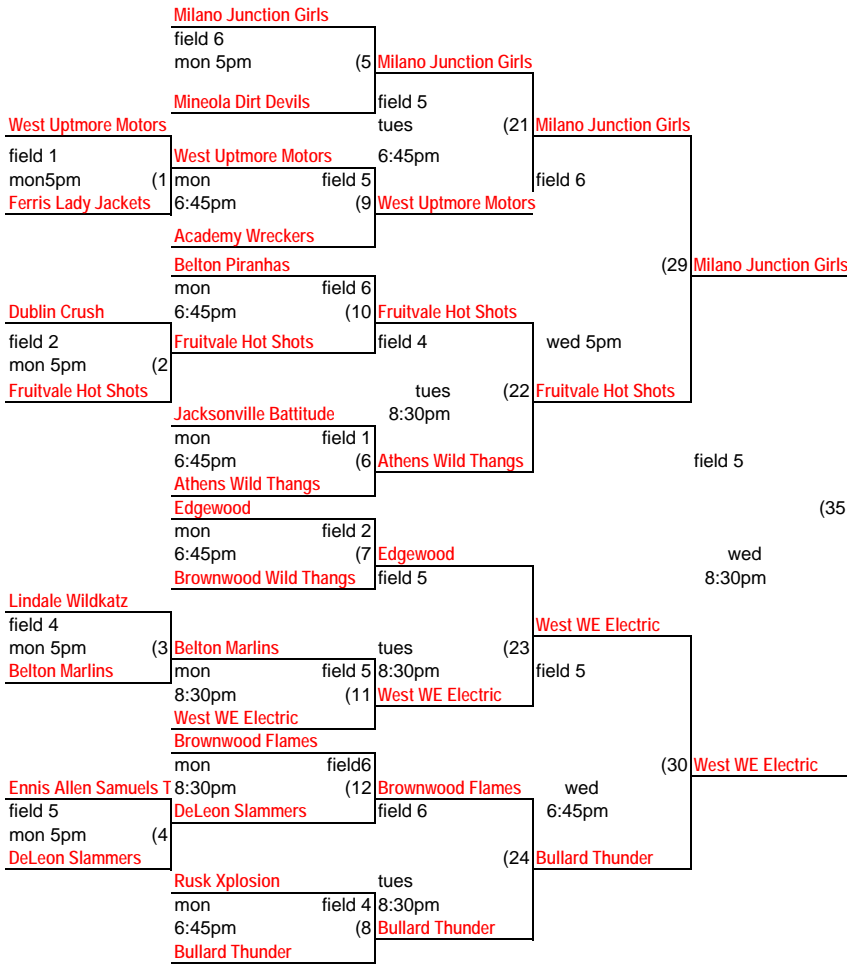 Milano Junction Girls
field 6
mon 5pm (5 Milano Junction Girls
Mineola Dirt Devils field 5
West Uptmore Motors tues (21 Milano Junction Girls
field 1 West Uptmore Motors 6:45pm
mon5pm (1 mon field 5 field 6
Ferris Lady Jackets 6:45pm (9 West Uptmore Motors
Academy Wreckers
Belton Piranhas (29 Milano Junction Girls
mon field 6
Dublin Crush 6:45pm (10 Fruitvale Hot Shots
field 2 Fruitvale Hot Shots field 4 wed 5pm
mon 5pm (2
Fruitvale Hot Shots tues (22 Fruitvale Hot Shots
Jacksonville Battitude 8:30pm
mon field 1
6:45pm (6 Athens Wild Thangs field 5
Athens Wild Thangs
Edgewood (35
mon field 2
6:45pm (7 Edgewood wed
Brownwood Wild Thangs field 5 8:30pm
Lindale Wildkatz
field 4 West WE Electric
mon 5pm (3 Belton Marlins tues (23
Belton Marlins mon field 5 8:30pm field 5
8:30pm (11 West WE Electric
West WE Electric
Brownwood Flames
mon field6 (30 West WE Electric
Ennis Allen Samuels T 8:30pm (12 Brownwood Flames wed
field 5 DeLeon Slammers field 6 6:45pm
mon 5pm (4
DeLeon Slammers (24 Bullard Thunder
Rusk Xplosion tues
mon field 4 8:30pm
6:45pm (8 Bullard Thunder
Bullard Thunder